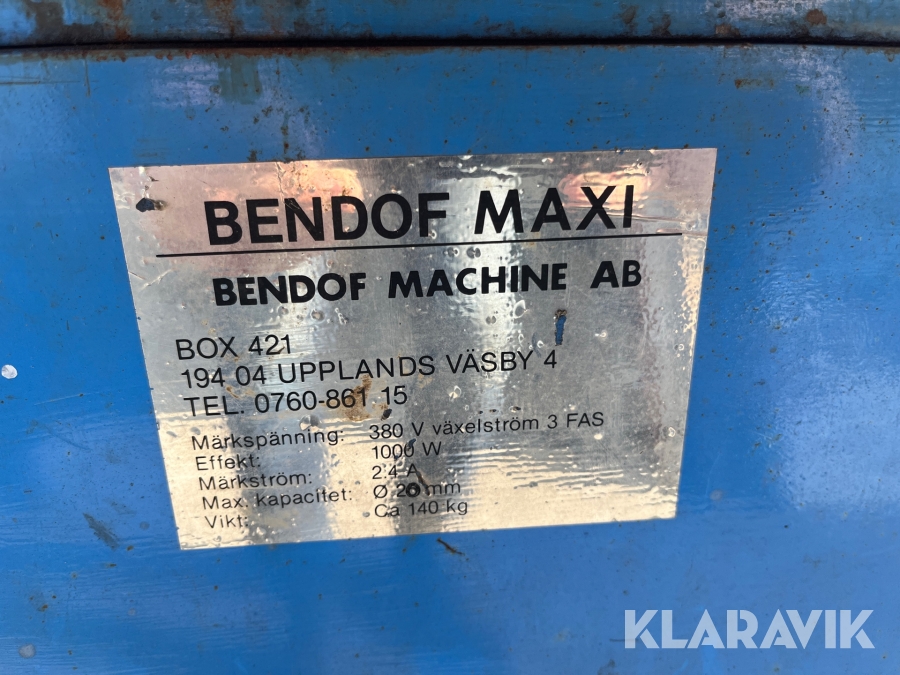 BENDOF MAXI
BENDOF MACHINE AB
BOX 421
194 04 UPPLANDS VÄSBY 4
TEL. 0760-861 15
Märkspänning: 380 V växelström 3 FAS
Effekt: 1000 W
Märkström: 2.4 A
Max. kapacitet: Ø mm
Vikt: Ca 140 kg
KLARAVIK